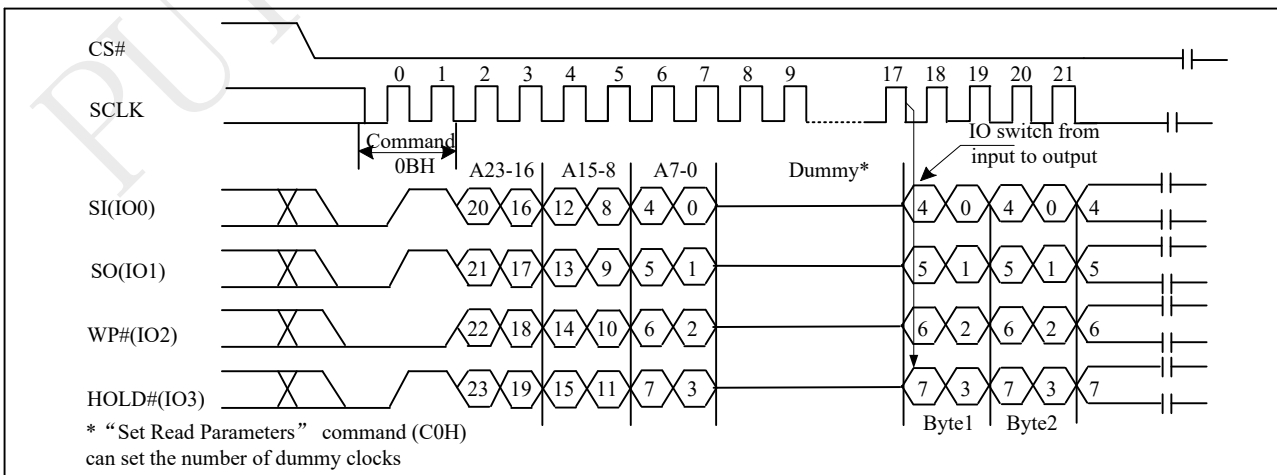 PUY
CS#
0 1 2 3 4 5 6 7 8 9 17 18 19 20 21
SCLK
Command
0BH
IO switch from
input to output
A23-16 A15-8 A7-0 Dummy*
SI(IO0) 20 16 12 8 4 0 4 0 4 0 4
SO(IO1) 21 17 13 9 5 1 5 1 5 1 5
WP#(IO2) 22 18 14 10 6 2 6 2 6 2 6
HOLD#(IO3) 23 19 15 11 7 3 7 3 7 3 7
Byte1 Byte2
* “Set Read Parameters” command (C0H)
can set the number of dummy clocks